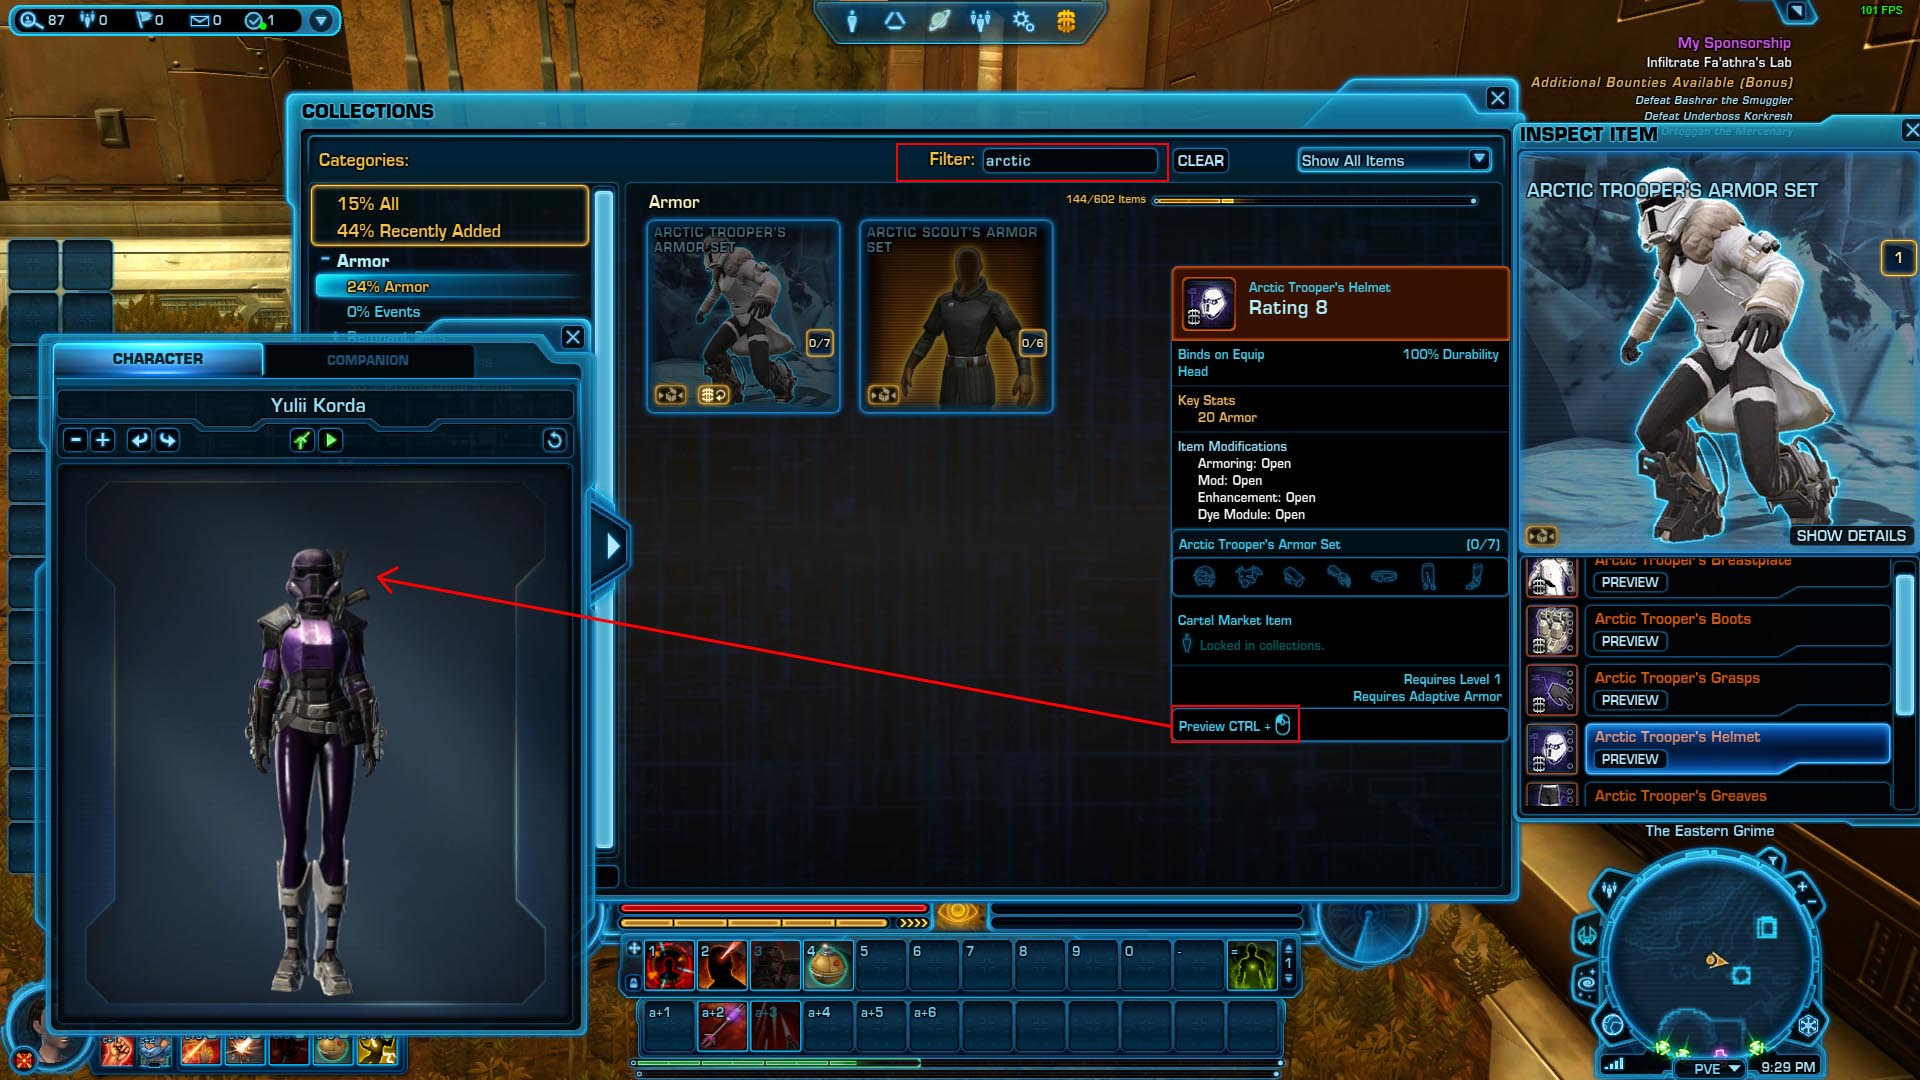 87 0 0 0 1
101 FPS
My Sponsorship
Infiltrate Fa'athra's Lab
Additional Bounties Available (Bonus)
Defeat Bashrar the Smuggler
Defeat Underboss Korkresh
Ortoggan the Mercenary
COLLECTIONS
Categories:
Filter: arctic
CLEAR
Show All Items
15% All
44% Recently Added
- Armor
24% Armor
0% Events
Armor
144/602 Items
ARCTIC TROOPER'S
ARMOR SET
0/7
ARCTIC SCOUT'S ARMOR
SET
0/6
Arctic Trooper's Helmet
Rating 8
Binds on Equip 100% Durability
Head
Key Stats
20 Armor
Item Modifications
Armoring: Open
Mod: Open
Enhancement: Open
Dye Module: Open
Arctic Trooper's Armor Set (0/7)
Cartel Market Item
Locked in collections.
Requires Level 1
Requires Adaptive Armor
Preview CTRL +
INSPECT ITEM
ARCTIC TROOPER'S ARMOR SET
1
SHOW DETAILS
Arctic Trooper's Breastplate
PREVIEW
Arctic Trooper's Boots
PREVIEW
Arctic Trooper's Grasps
PREVIEW
Arctic Trooper's Helmet
PREVIEW
Arctic Trooper's Greaves
CHARACTER
COMPANION
Yulii Korda
The Eastern Grime
PVE
9:29 PM
1 2 3 4 5 6 7 8 9 0 - =
1
a+1 a+2 a+3 a+4 a+5 a+6